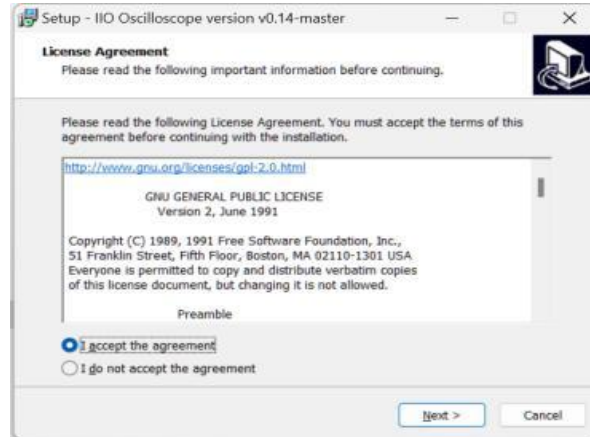 Setup - IIO Oscilloscope version v0.14-master
License Agreement
Please read the following important information before continuing.
Please read the following License Agreement. You must accept the terms of this
agreement before continuing with the installation.
http://www.gnu.org/licenses/gpl-2.0.html
GNU GENERAL PUBLIC LICENSE
Version 2, June 1991
Copyright (C) 1989, 1991 Free Software Foundation, Inc.,
51 Franklin Street, Fifth Floor, Boston, MA 02110-1301 USA
Everyone is permitted to copy and distribute verbatim copies
of this license document, but changing it is not allowed.
Preamble
I accept the agreement
I do not accept the agreement
Next >
Cancel